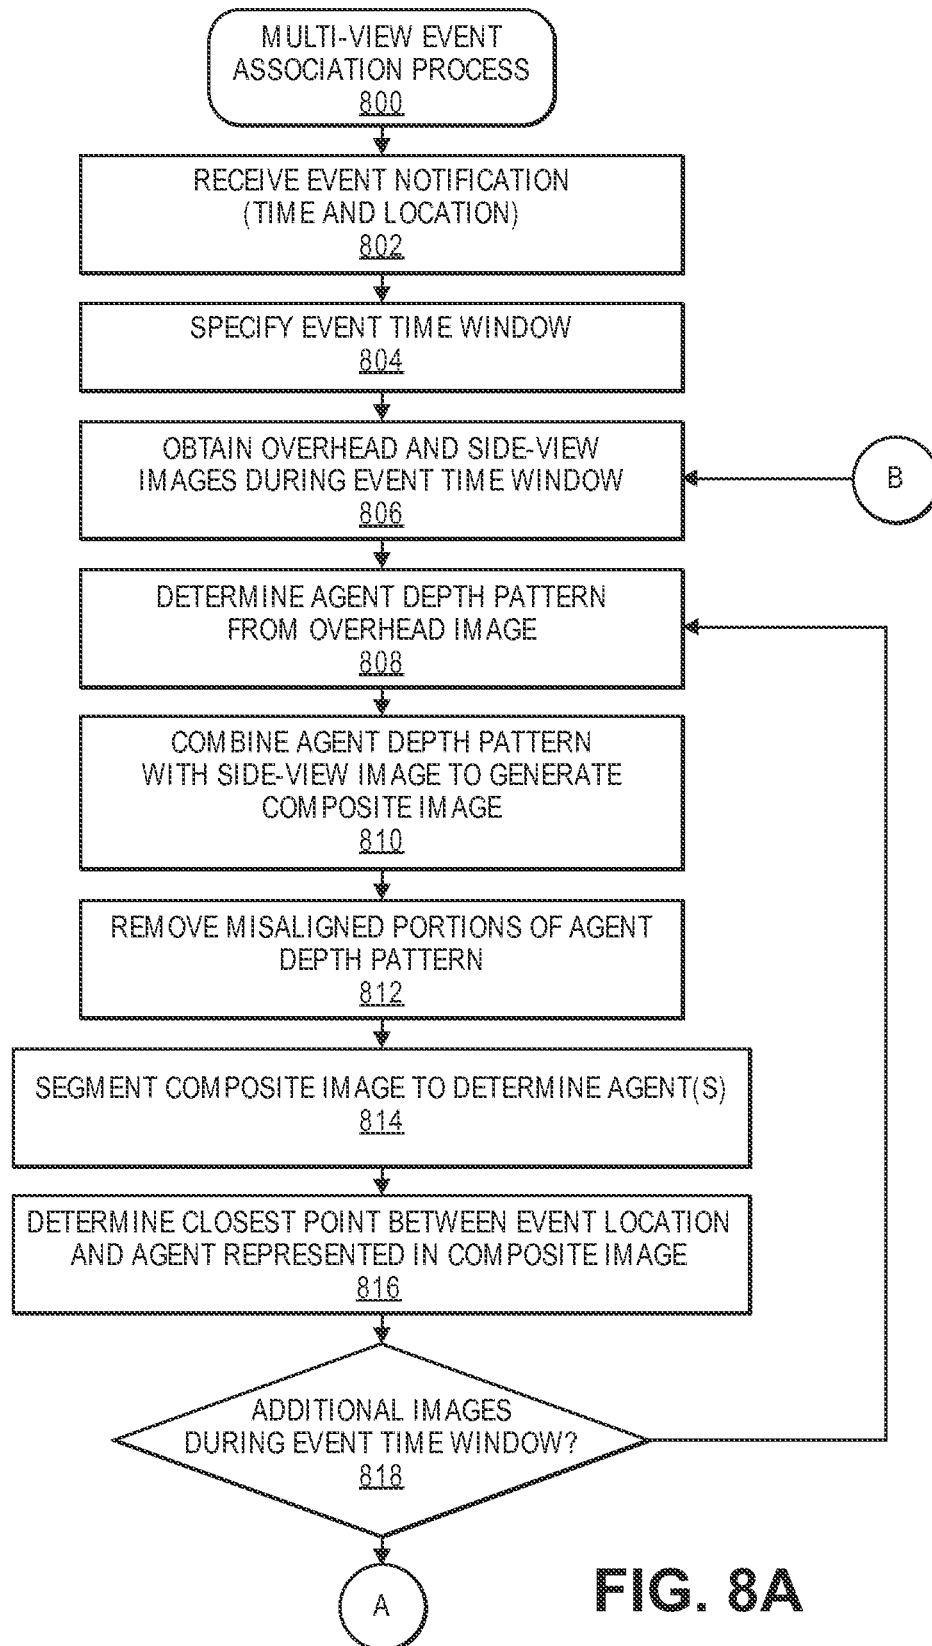 MULTI-VIEW EVENT
ASSOCIATION PROCESS
800
RECEIVE EVENT NOTIFICATION
(TIME AND LOCATION)
802
SPECIFY EVENT TIME WINDOW
804
OBTAIN OVERHEAD AND SIDE-VIEW
IMAGES DURING EVENT TIME WINDOW
806
B
DETERMINE AGENT DEPTH PATTERN
FROM OVERHEAD IMAGE
808
COMBINE AGENT DEPTH PATTERN
WITH SIDE-VIEW IMAGE TO GENERATE
COMPOSITE IMAGE
810
REMOVE MISALIGNED PORTIONS OF AGENT
DEPTH PATTERN
812
SEGMENT COMPOSITE IMAGE TO DETERMINE AGENT(S)
814
DETERMINE CLOSEST POINT BETWEEN EVENT LOCATION
AND AGENT REPRESENTED IN COMPOSITE IMAGE
816
ADDITIONAL IMAGES
DURING EVENT TIME WINDOW?
818
A
FIG. 8A